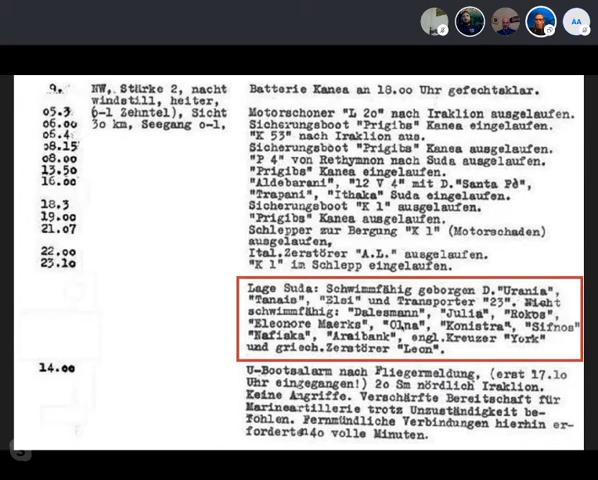 AA
9. NW, Stärke 2, nacht Batterie Kanea an 18.00 Uhr gefechtsklar.
windstill, heiter,
05.3 6-1 Zehntel), Sicht Motorschoner "L 20" nach Iraklion ausgelaufen.
06.00 30 km, Seegang 0-1, Sicherungsboot "Prigibs" Kanea eingelaufen.
06.4 "K 53" nach Iraklion aus.
08.15 Sicherungsboot "Prigibs" Kanea ausgelaufen.
08.00 "P 4" von Rethymnon nach Suda ausgelaufen.
13.50 "Prigibs" Kanea eingelaufen.
16.00 "Aldebarani", "12 V 4" mit D."Santa Fè",
"Trapani", "Ithaka" Suda eingelaufen.
18.3 Sicherungsboot "K 1" ausgelaufen.
19.00 "Prigibs" Kanea ausgelaufen.
21.07 Schlepper zur Bergung "K 1" (Motorschaden)
ausgelaufen,
22.00 Ital.Zerstörer "A.L." ausgelaufen.
23.10 "K 1" im Schlepp eingelaufen.
Lage Suda: Schwimmfähig geborgen D."Urania",
"Tanais", "Elsi" und Transporter "23". Nicht
schwimmfähig: "Dalesmann", "Julia", "Rokos",
"Eleonore Maerks", "Olna", "Konistra", "Sifnos"
"Nafiska", "Araibank", engl.Kreuzer "York"
und griech.Zerstörer "Leon".
14.00 U-Bootsalarm nach Fliegermeldung, (erst 17.10
Uhr eingegangen!) 20 Sm nördlich Iraklion.
Keine Angriffe. Verschärfte Bereitschaft für
Marineartillerie trotz Unzuständigkeit be-
fohlen. Fernmündliche Verbindungen hierhin er-
forderten 40 volle Minuten.